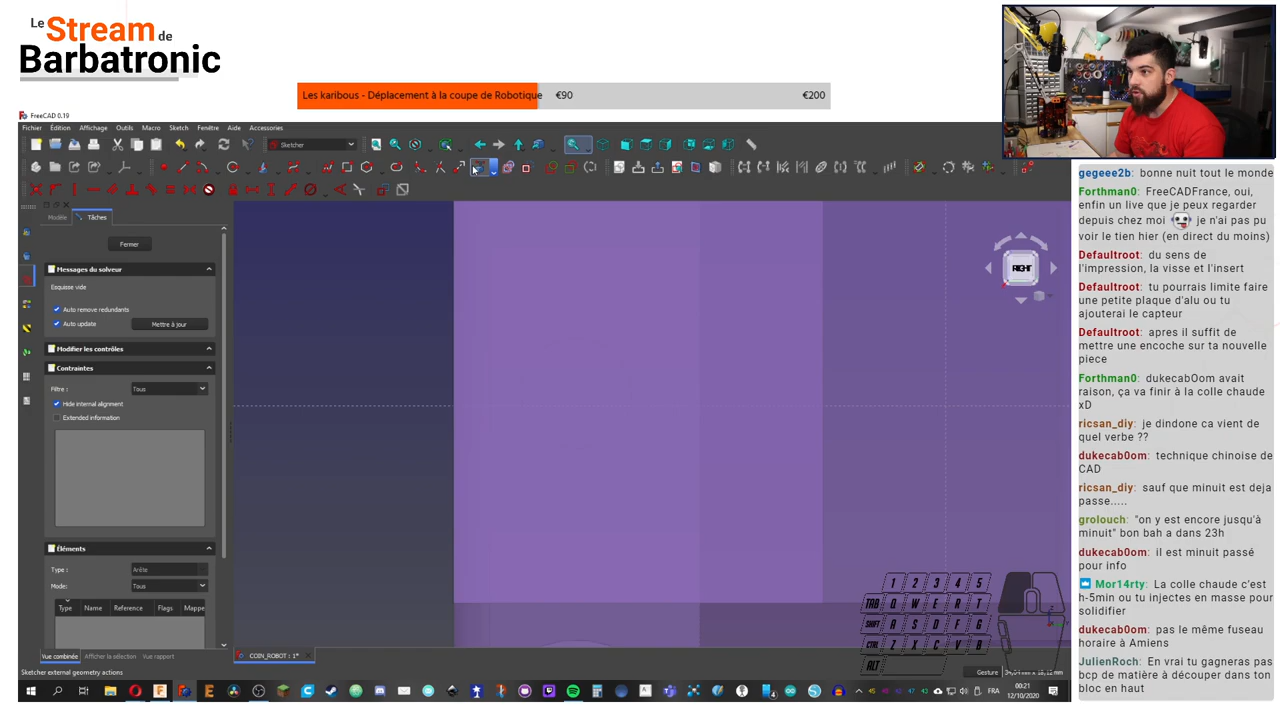 Le
Stream de
Barbatronic
Les karibous - Déplacement à la coupe de Robotique €90 €200
FreeCAD 0.19
Fichier Édition Affichage Outils Macro Sketch Fenêtre Aide Accessories
Sketcher
Modèle Tâches
Fermer
Messages du solveur
Esquisse vide
Auto remove redundants
Auto update Mettre à jour
Modifier les contrôles
Contraintes
Filtre : Tous
Hide internal alignment
Extended information
Éléments
Type : Arête
Mode: Tous
Type Name Reference Flags Mappe
Vue combinée Afficher la sélection Vue rapport
COIN_ROBOT : 1*
Sketcher external geometry actions
RIGHT
1 2 3 4 5
TAB Q W E R T
SHIFT A S D F G
CTRL Z X C V D
ALT
Gesture
FRA
00:21
12/10/2020
gegeee2b: bonne nuit tout le monde
Forthman0: FreeCADFrance, oui,
enfin un live que je peux regarder
depuis chez moi je n'ai pas pu
voir le tien hier (en direct du moins)
Defaultroot: du sens de
l'impression, la visse et l'insert
Defaultroot: tu pourrais limite faire
une petite plaque d'alu ou tu
ajouterai le capteur
Defaultroot: apres il suffit de
mettre une encoche sur ta nouvelle
piece
Forthman0: dukecabOom avait
raison, ça va finir à la colle chaude
xD
ricsan_diy: je dindone ca vient de
quel verbe ??
dukecab0om: technique chinoise de
CAD
ricsan_diy: sauf que minuit est deja
passe.....
grolouch: "on y est encore jusqu'à
minuit" bon bah a dans 23h
dukecab0om: il est minuit passé
pour info
Mor14rty: La colle chaude c'est
h-5min ou tu injectes en masse pour
solidifier
dukecab0om: pas le même fuseau
horaire à Amiens
JulienRoch: En vrai tu gagneras pas
bcp de matière à découper dans ton
bloc en haut